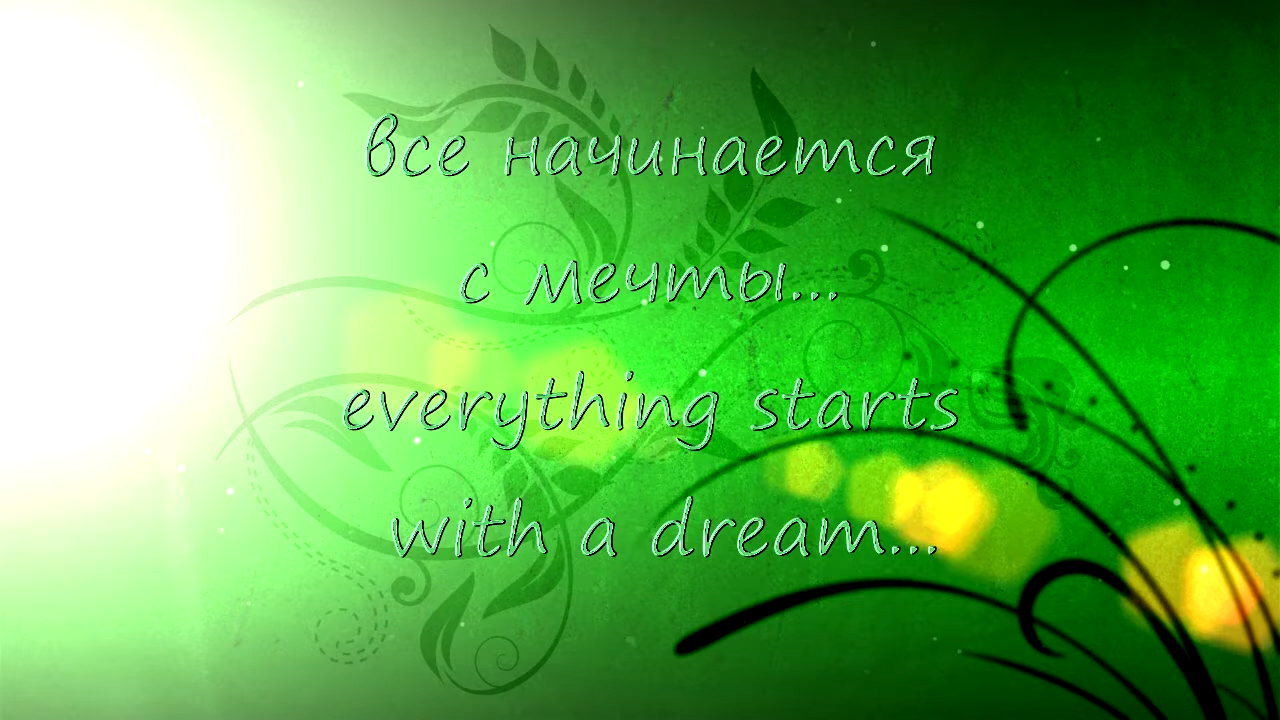 все начинается
с мечты...
everything starts
with a dream...